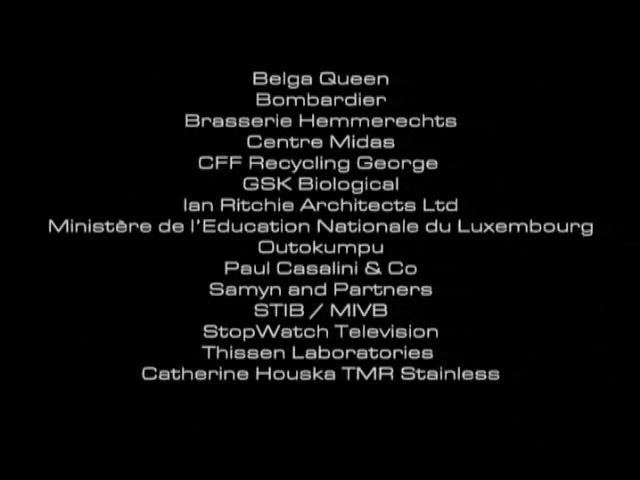 Belga Queen
Bombardier
Brasserie Hemmerechts
Centre Midas
CFF Recycling George
GSK Biological
Ian Ritchie Architects Ltd
Ministère de l'Education Nationale du Luxembourg
Outokumpu
Paul Casalini & Co
Samyn and Partners
STIB / MIVB
StopWatch Television
Thissen Laboratories
Catherine Houska TMR Stainless